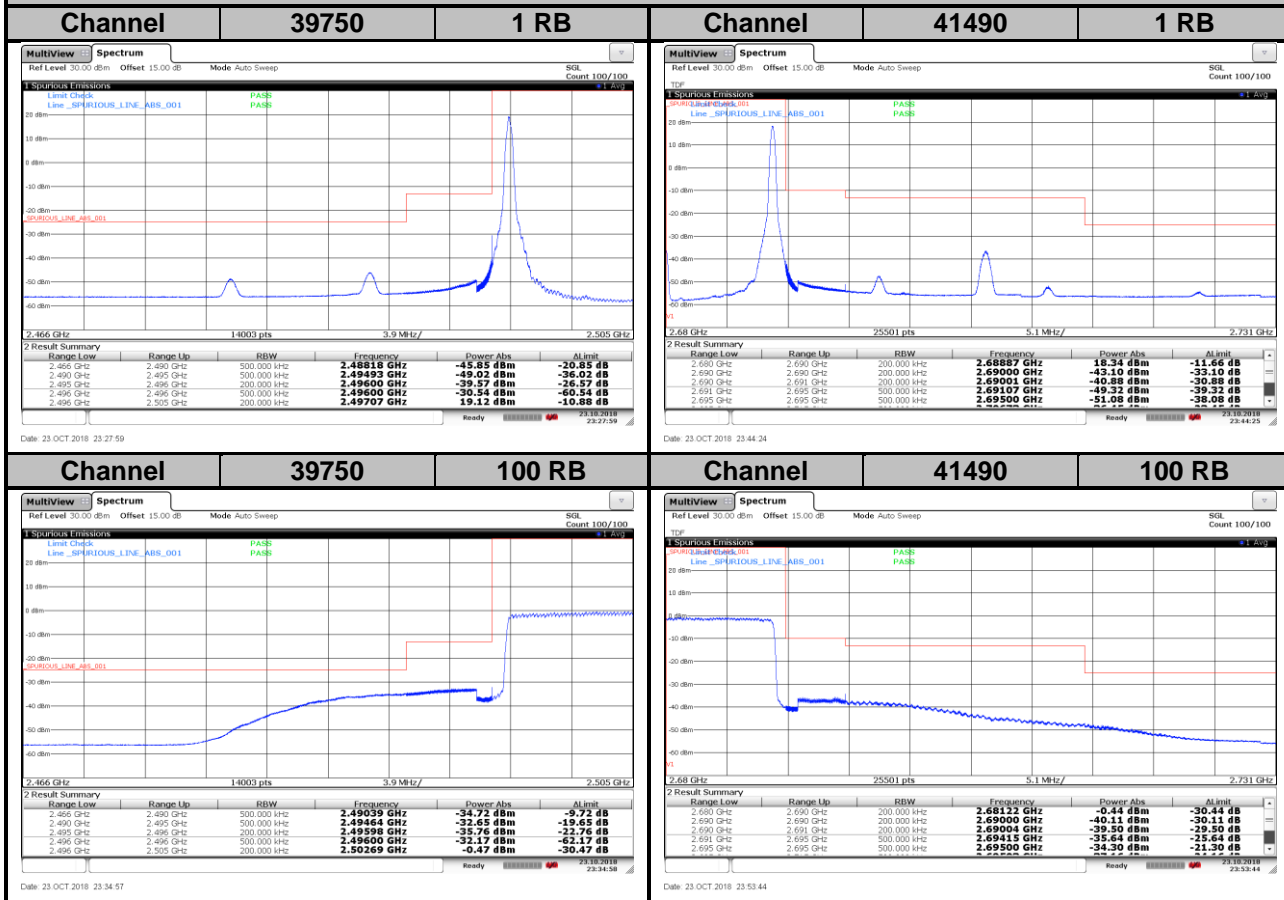 Channel 39750 1 RB
MultiView Spectrum
Ref Level 30.00 dBm Offset 15.00 dB Mode Auto Sweep SGL
Count 100/100
1 Spurious Emissions 1 Avg
Limit Check PASS
Line _SPURIOUS_LINE_ABS_001 PASS
20 dBm
10 dBm
0 dBm
-10 dBm
-20 dBm
_SPURIOUS_LINE_ABS_001
-30 dBm
-40 dBm
-50 dBm
-60 dBm
2.466 GHz 14003 pts 3.9 MHz/ 2.505 GHz
2 Result Summary
Range Low Range Up RBW Frequency Power Abs ΔLimit
2.466 GHz 2.490 GHz 500.000 kHz 2.48818 GHz -45.85 dBm -20.85 dB
2.490 GHz 2.495 GHz 500.000 kHz 2.49493 GHz -49.02 dBm -36.02 dB
2.495 GHz 2.496 GHz 200.000 kHz 2.49600 GHz -39.57 dBm -26.57 dB
2.496 GHz 2.496 GHz 500.000 kHz 2.49600 GHz -30.54 dBm -60.54 dB
2.496 GHz 2.505 GHz 200.000 kHz 2.49707 GHz 19.12 dBm -10.88 dB
Ready 23.10.2018
23:27:59
Date: 23.OCT.2018 23:27:59
Channel 41490 1 RB
MultiView Spectrum
Ref Level 30.00 dBm Offset 15.00 dB Mode Auto Sweep SGL
Count 100/100
TDF
1 Spurious Emissions 1 Avg
Limit Check PASS
Line _SPURIOUS_LINE_ABS_001 PASS
20 dBm
10 dBm
-10 dBm
-20 dBm
-30 dBm
-40 dBm
-50 dBm
-60 dBm
V1
2.68 GHz 25501 pts 5.1 MHz/ 2.731 GHz
2 Result Summary
Range Low Range Up RBW Frequency Power Abs ΔLimit
2.680 GHz 2.690 GHz 200.000 kHz 2.68887 GHz 18.34 dBm -11.66 dB
2.690 GHz 2.690 GHz 200.000 kHz 2.69000 GHz -43.10 dBm -33.10 dB
2.690 GHz 2.691 GHz 200.000 kHz 2.69001 GHz -40.88 dBm -30.88 dB
2.691 GHz 2.695 GHz 500.000 kHz 2.69107 GHz -49.32 dBm -39.32 dB
2.695 GHz 2.695 GHz 500.000 kHz 2.69500 GHz -51.08 dBm -38.08 dB
Ready 23.10.2018
23:44:25
Date: 23.OCT.2018 23:44:24
Channel 39750 100 RB
MultiView Spectrum
Ref Level 30.00 dBm Offset 15.00 dB Mode Auto Sweep SGL
Count 100/100
1 Spurious Emissions 1 Avg
Limit Check PASS
Line _SPURIOUS_LINE_ABS_001 PASS
20 dBm
10 dBm
0 dBm
-10 dBm
-20 dBm
_SPURIOUS_LINE_ABS_001
-30 dBm
-40 dBm
-50 dBm
-60 dBm
2.466 GHz 14003 pts 3.9 MHz/ 2.505 GHz
2 Result Summary
Range Low Range Up RBW Frequency Power Abs ΔLimit
2.466 GHz 2.490 GHz 500.000 kHz 2.49039 GHz -34.72 dBm -9.72 dB
2.490 GHz 2.495 GHz 500.000 kHz 2.49464 GHz -32.65 dBm -19.65 dB
2.495 GHz 2.496 GHz 200.000 kHz 2.49598 GHz -35.76 dBm -22.76 dB
2.496 GHz 2.496 GHz 500.000 kHz 2.49600 GHz -32.17 dBm -62.17 dB
2.496 GHz 2.505 GHz 200.000 kHz 2.50269 GHz -0.47 dBm -30.47 dB
Ready 23.10.2018
23:34:58
Date: 23.OCT.2018 23:34:57
Channel 41490 100 RB
MultiView Spectrum
Ref Level 30.00 dBm Offset 15.00 dB Mode Auto Sweep SGL
Count 100/100
TDF
1 Spurious Emissions 1 Avg
Limit Check PASS
Line _SPURIOUS_LINE_ABS_001 PASS
20 dBm
10 dBm
0 dBm
-10 dBm
-20 dBm
-30 dBm
-40 dBm
-50 dBm
-60 dBm
V1
2.68 GHz 25501 pts 5.1 MHz/ 2.731 GHz
2 Result Summary
Range Low Range Up RBW Frequency Power Abs ΔLimit
2.680 GHz 2.690 GHz 200.000 kHz 2.68122 GHz -0.44 dBm -30.44 dB
2.690 GHz 2.690 GHz 200.000 kHz 2.69000 GHz -40.11 dBm -30.11 dB
2.690 GHz 2.691 GHz 200.000 kHz 2.69004 GHz -39.50 dBm -29.50 dB
2.691 GHz 2.695 GHz 500.000 kHz 2.69415 GHz -35.64 dBm -25.64 dB
2.695 GHz 2.695 GHz 500.000 kHz 2.69500 GHz -34.30 dBm -21.30 dB
Ready 23.10.2018
23:53:44
Date: 23.OCT.2018 23:53:44